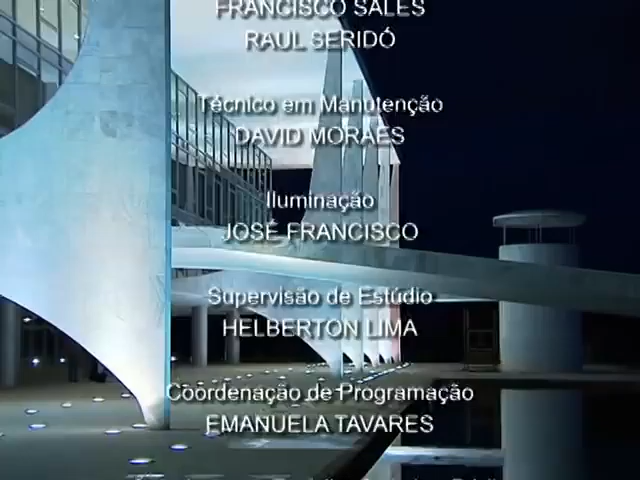 FRANCISCO SALES
RAUL SERIDÓ
Técnico em Manutenção
DAVID MORAES
Iluminação
JOSÉ FRANCISCO
Supervisão de Estúdio
HELBERTON LIMA
Coordenação de Programação
EMANUELA TAVARES